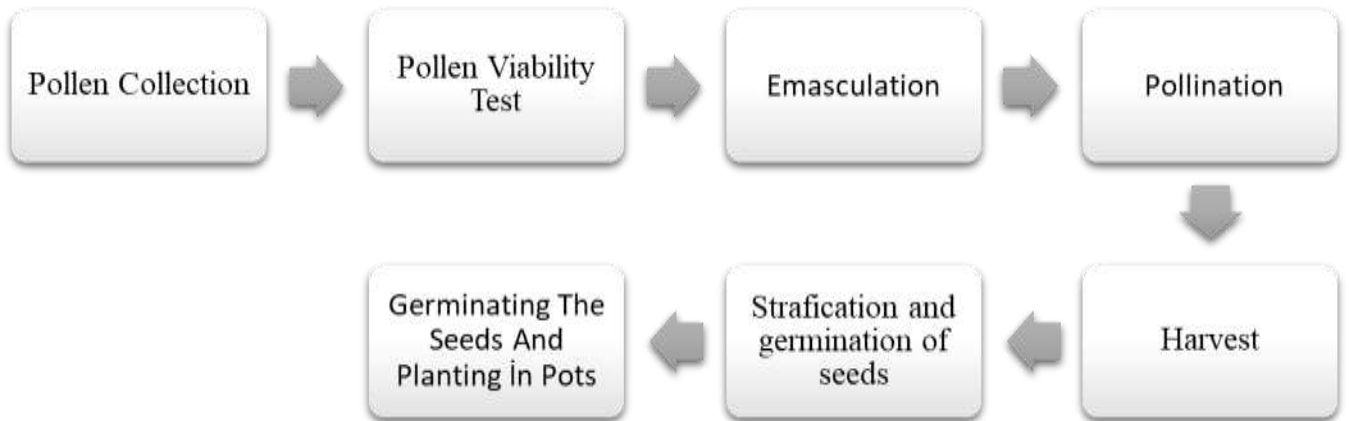 Pollen Collection
Pollen Viability
Test
Emasculation
Pollination
Harvest
Strafication and
germination of
seeds
Germinating The
Seeds And
Planting İn Pots